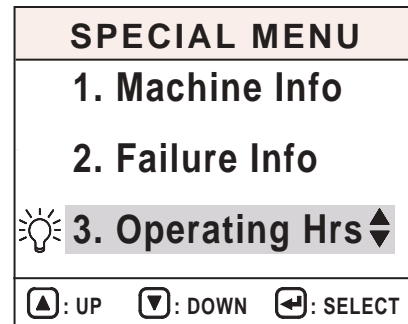 SPECIAL MENU
1. Machine Info
2. Failure Info
3. Operating Hrs
: UP : DOWN : SELECT